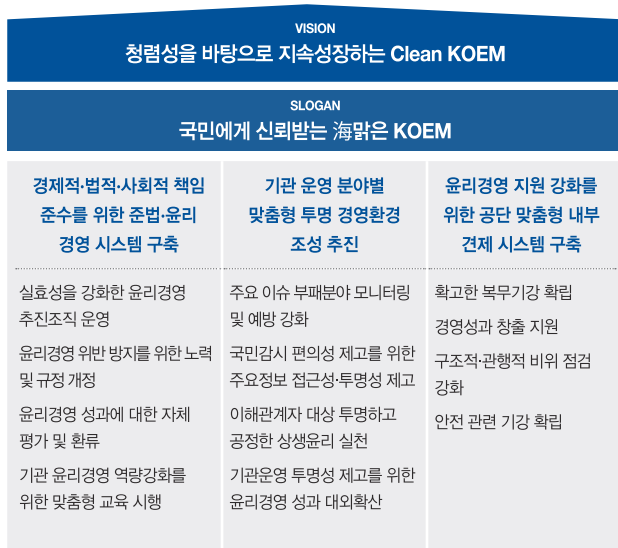 VISION
청렴성을 바탕으로 지속성장하는 Clean KOEM
SLOGAN
국민에게 신뢰받는 海맑은 KOEM
경제적·법적·사회적 책임
준수를 위한 준법·윤리
경영 시스템 구축
실효성을 강화한 윤리경영
추진조직 운영
윤리경영 위반 방지를 위한 노력
및 규정 개정
윤리경영 성과에 대한 자체
평가 및 환류
기관 윤리경영 역량강화를
위한 맞춤형 교육 시행
기관 운영 분야별
맞춤형 투명 경영환경
조성 추진
주요 이슈 부패분야 모니터링
및 예방 강화
국민감시 편의성 제고를 위한
주요정보 접근성·투명성 제고
이해관계자 대상 투명하고
공정한 상생윤리 실천
기관운영 투명성 제고를 위한
윤리경영 성과 대외확산
윤리경영 지원 강화를
위한 공단 맞춤형 내부
견제 시스템 구축
확고한 복무기강 확립
경영성과 창출 지원
구조적·관행적 비위 점검
강화
안전 관련 기강 확립